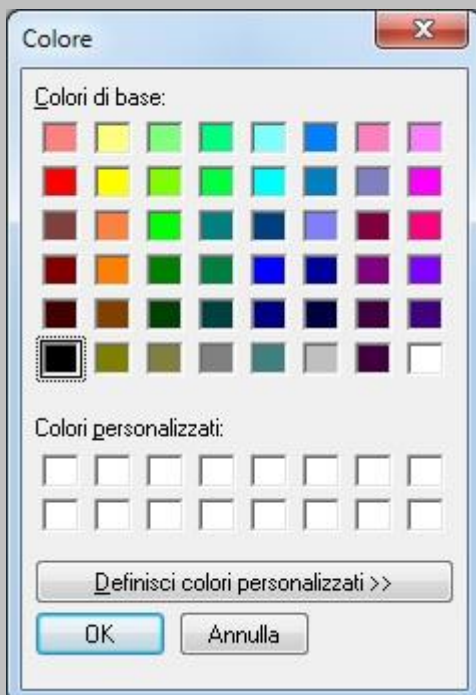 Colore
Colori di base:
Colori personalizzati:
Definisci colori personalizzati >>
OK
Annulla